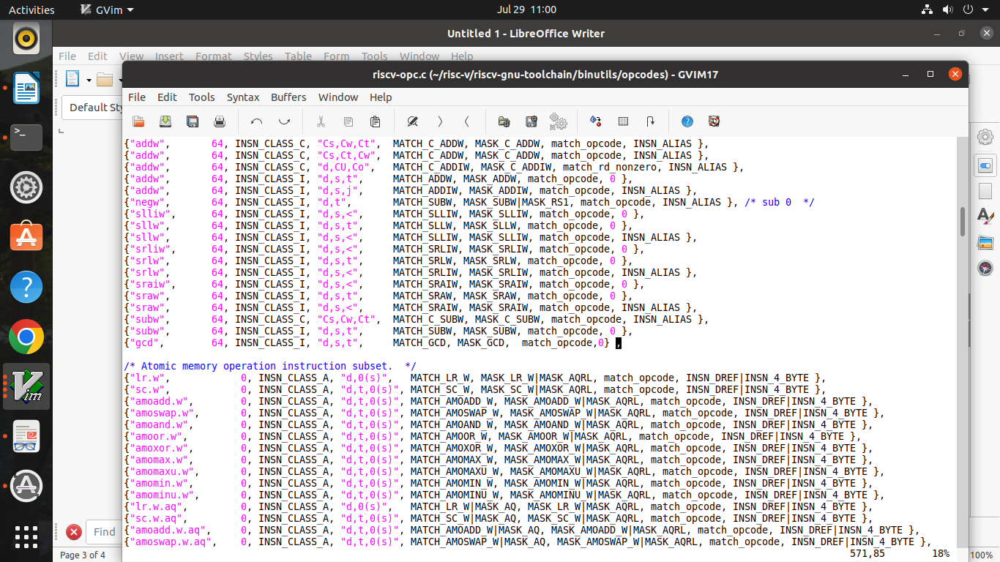 Activities GVim Jul 29 11:00
Untitled 1 - LibreOffice Writer
File Edit View Insert Format Styles Table Form Tools Window Help
riscv-opc.c (~/risc-v/riscv-gnu-toolchain/binutils/opcodes) - GVIM17
File Edit Tools Syntax Buffers Window Help
Default Sty
{"addw", 64, INSN_CLASS_C, "Cs,Cw,Ct", MATCH_C_ADDW, MASK_C_ADDW, match_opcode, INSN_ALIAS },
{"addw", 64, INSN_CLASS_C, "Cs,Ct,Cw", MATCH_C_ADDW, MASK_C_ADDW, match_opcode, INSN_ALIAS },
{"addw", 64, INSN_CLASS_C, "d,CU,Co", MATCH_C_ADDIW, MASK_C_ADDIW, match_rd_nonzero, INSN_ALIAS },
{"addw", 64, INSN_CLASS_I, "d,s,t", MATCH_ADDW, MASK_ADDW, match_opcode, 0 },
{"addw", 64, INSN_CLASS_I, "d,s,j", MATCH_ADDIW, MASK_ADDIW, match_opcode, INSN_ALIAS },
{"negw", 64, INSN_CLASS_I, "d,t", MATCH_SUBW, MASK_SUBW|MASK_RS1, match_opcode, INSN_ALIAS }, /* sub 0 */
{"slliw", 64, INSN_CLASS_I, "d,s,<", MATCH_SLLIW, MASK_SLLIW, match_opcode, 0 },
{"sllw", 64, INSN_CLASS_I, "d,s,t", MATCH_SLLW, MASK_SLLW, match_opcode, 0 },
{"sllw", 64, INSN_CLASS_I, "d,s,<", MATCH_SLLIW, MASK_SLLIW, match_opcode, INSN_ALIAS },
{"srliw", 64, INSN_CLASS_I, "d,s,<", MATCH_SRLIW, MASK_SRLIW, match_opcode, 0 },
{"srlw", 64, INSN_CLASS_I, "d,s,t", MATCH_SRLW, MASK_SRLW, match_opcode, 0 },
{"srlw", 64, INSN_CLASS_I, "d,s,<", MATCH_SRLIW, MASK_SRLIW, match_opcode, INSN_ALIAS },
{"sraiw", 64, INSN_CLASS_I, "d,s,<", MATCH_SRAIW, MASK_SRAIW, match_opcode, 0 },
{"sraw", 64, INSN_CLASS_I, "d,s,t", MATCH_SRAW, MASK_SRAW, match_opcode, 0 },
{"sraw", 64, INSN_CLASS_I, "d,s,<", MATCH_SRAIW, MASK_SRAIW, match_opcode, INSN_ALIAS },
{"subw", 64, INSN_CLASS_C, "Cs,Cw,Ct", MATCH_C_SUBW, MASK_C_SUBW, match_opcode, INSN_ALIAS },
{"subw", 64, INSN_CLASS_I, "d,s,t", MATCH_SUBW, MASK_SUBW, match_opcode, 0 },
{"gcd", 64, INSN_CLASS_I, "d,s,t", MATCH_GCD, MASK_GCD, match_opcode,0} ,
/* Atomic memory operation instruction subset. */
{"lr.w", 0, INSN_CLASS_A, "d,0(s)", MATCH_LR_W, MASK_LR_W|MASK_AQRL, match_opcode, INSN_DREF|INSN_4_BYTE },
{"sc.w", 0, INSN_CLASS_A, "d,t,0(s)", MATCH_SC_W, MASK_SC_W|MASK_AQRL, match_opcode, INSN_DREF|INSN_4_BYTE },
{"amoadd.w", 0, INSN_CLASS_A, "d,t,0(s)", MATCH_AMOADD_W, MASK_AMOADD_W|MASK_AQRL, match_opcode, INSN_DREF|INSN_4_BYTE },
{"amoswap.w", 0, INSN_CLASS_A, "d,t,0(s)", MATCH_AMOSWAP_W, MASK_AMOSWAP_W|MASK_AQRL, match_opcode, INSN_DREF|INSN_4_BYTE },
{"amoand.w", 0, INSN_CLASS_A, "d,t,0(s)", MATCH_AMOAND_W, MASK_AMOAND_W|MASK_AQRL, match_opcode, INSN_DREF|INSN_4_BYTE },
{"amoor.w", 0, INSN_CLASS_A, "d,t,0(s)", MATCH_AMOOR_W, MASK_AMOOR_W|MASK_AQRL, match_opcode, INSN_DREF|INSN_4_BYTE },
{"amoxor.w", 0, INSN_CLASS_A, "d,t,0(s)", MATCH_AMOXOR_W, MASK_AMOXOR_W|MASK_AQRL, match_opcode, INSN_DREF|INSN_4_BYTE },
{"amomax.w", 0, INSN_CLASS_A, "d,t,0(s)", MATCH_AMOMAX_W, MASK_AMOMAX_W|MASK_AQRL, match_opcode, INSN_DREF|INSN_4_BYTE },
{"amomaxu.w", 0, INSN_CLASS_A, "d,t,0(s)", MATCH_AMOMAXU_W, MASK_AMOMAXU_W|MASK_AQRL, match_opcode, INSN_DREF|INSN_4_BYTE },
{"amomin.w", 0, INSN_CLASS_A, "d,t,0(s)", MATCH_AMOMIN_W, MASK_AMOMIN_W|MASK_AQRL, match_opcode, INSN_DREF|INSN_4_BYTE },
{"amominu.w", 0, INSN_CLASS_A, "d,t,0(s)", MATCH_AMOMINU_W, MASK_AMOMINU_W|MASK_AQRL, match_opcode, INSN_DREF|INSN_4_BYTE },
{"lr.w.aq", 0, INSN_CLASS_A, "d,0(s)", MATCH_LR_W|MASK_AQ, MASK_LR_W|MASK_AQRL, match_opcode, INSN_DREF|INSN_4_BYTE },
{"sc.w.aq", 0, INSN_CLASS_A, "d,t,0(s)", MATCH_SC_W|MASK_AQ, MASK_SC_W|MASK_AQRL, match_opcode, INSN_DREF|INSN_4_BYTE },
{"amoadd.w.aq", 0, INSN_CLASS_A, "d,t,0(s)", MATCH_AMOADD_W|MASK_AQ, MASK_AMOADD_W|MASK_AQRL, match_opcode, INSN_DREF|INSN_4_BYTE },
{"amoswap.w.aq", 0, INSN_CLASS_A, "d,t,0(s)", MATCH_AMOSWAP_W|MASK_AQ, MASK_AMOSWAP_W|MASK_AQRL, match_opcode, INSN_DREF|INSN_4_BYTE },
571,85 18%
Find
Page 3 of 4 100%